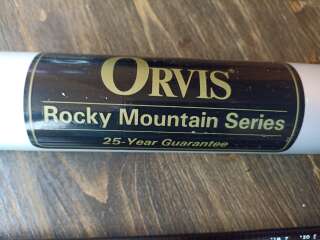 ORVIS
Rocky Mountain Series
25-Year Guarantee